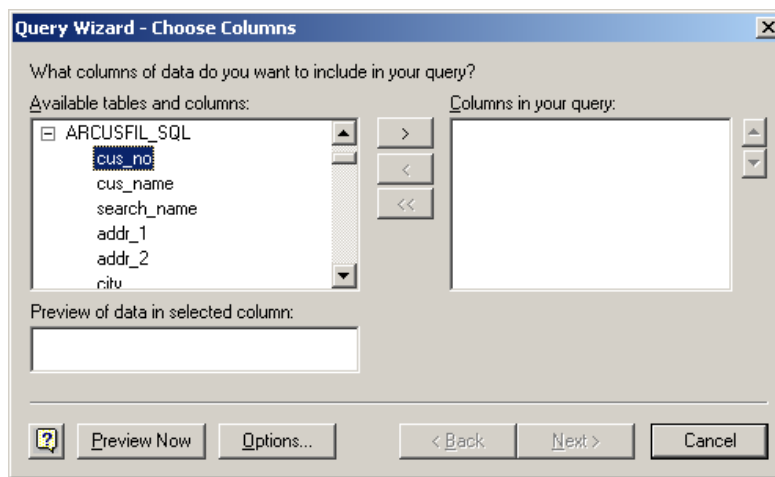 Query Wizard - Choose Columns
What columns of data do you want to include in your query?
Available tables and columns:
Columns in your query:
ARCUSFIL_SQL
cus_no
cus_name
search_name
addr_1
addr_2
city
>
<
<<
Preview of data in selected column:
Preview Now
Options...
< Back
Next >
Cancel